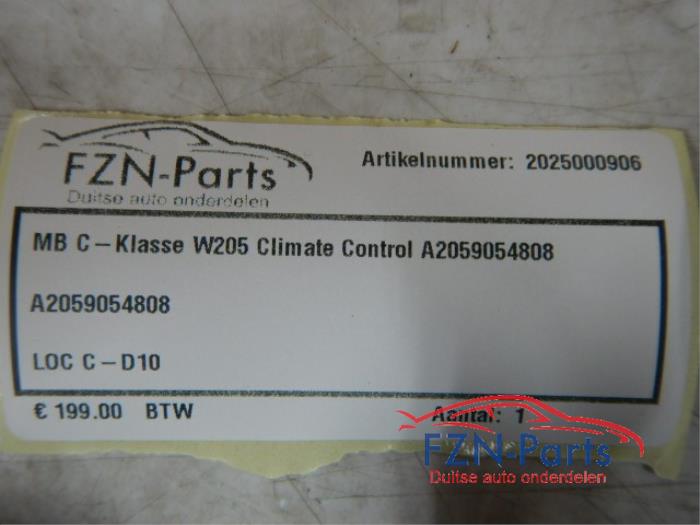 FZN-Parts
Duitse auto onderdelen
Artikelnummer: 2025000906
MB C-Klasse W205 Climate Control A2059054808
A2059054808
LOC C-D10
€ 199.00 BTW
Aantal: 1
FZN-Parts
Duitse auto onderdelen